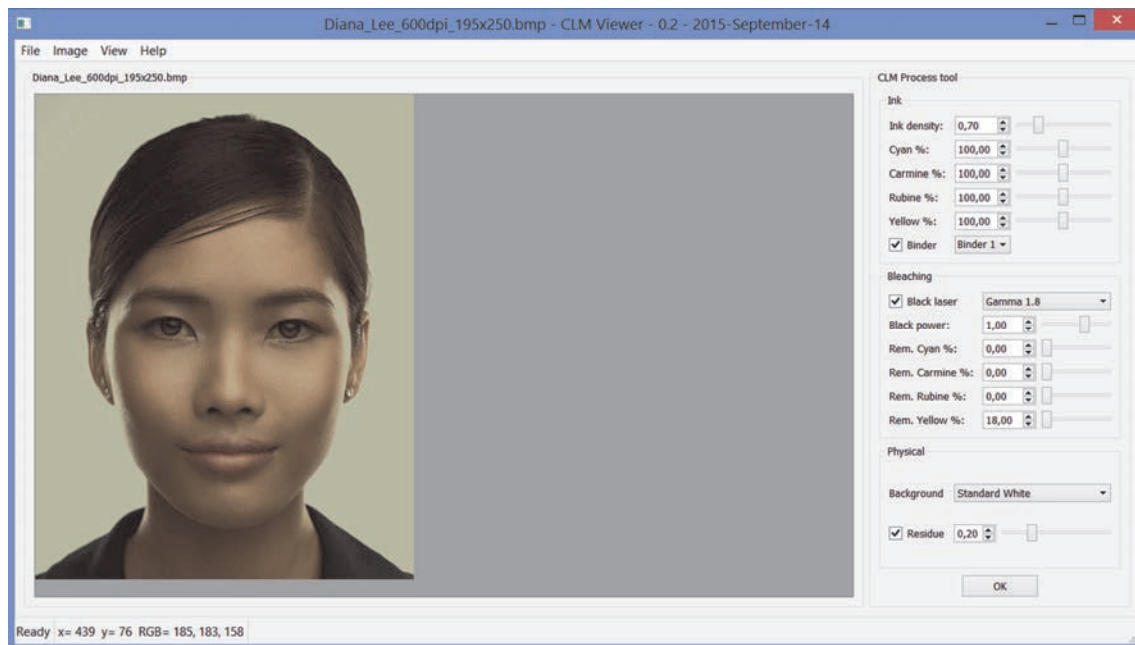 Diana_Lee_600dpi_195x250.bmp - CLM Viewer - 0.2 - 2015-September-14
File Image View Help
Diana_Lee_600dpi_195x250.bmp
CLM Process tool
Ink
Ink density: 0,70
Cyan %: 100,00
Carmine %: 100,00
Rubine %: 100,00
Yellow %: 100,00
Binder Binder 1
Bleaching
Black laser Gamma 1.8
Black power: 1,00
Rem. Cyan %: 0,00
Rem. Carmine %: 0,00
Rem. Rubine %: 0,00
Rem. Yellow %: 18,00
Physical
Background Standard White
Residue 0,20
OK
Ready x= 439 y= 76 RGB= 185, 183, 158